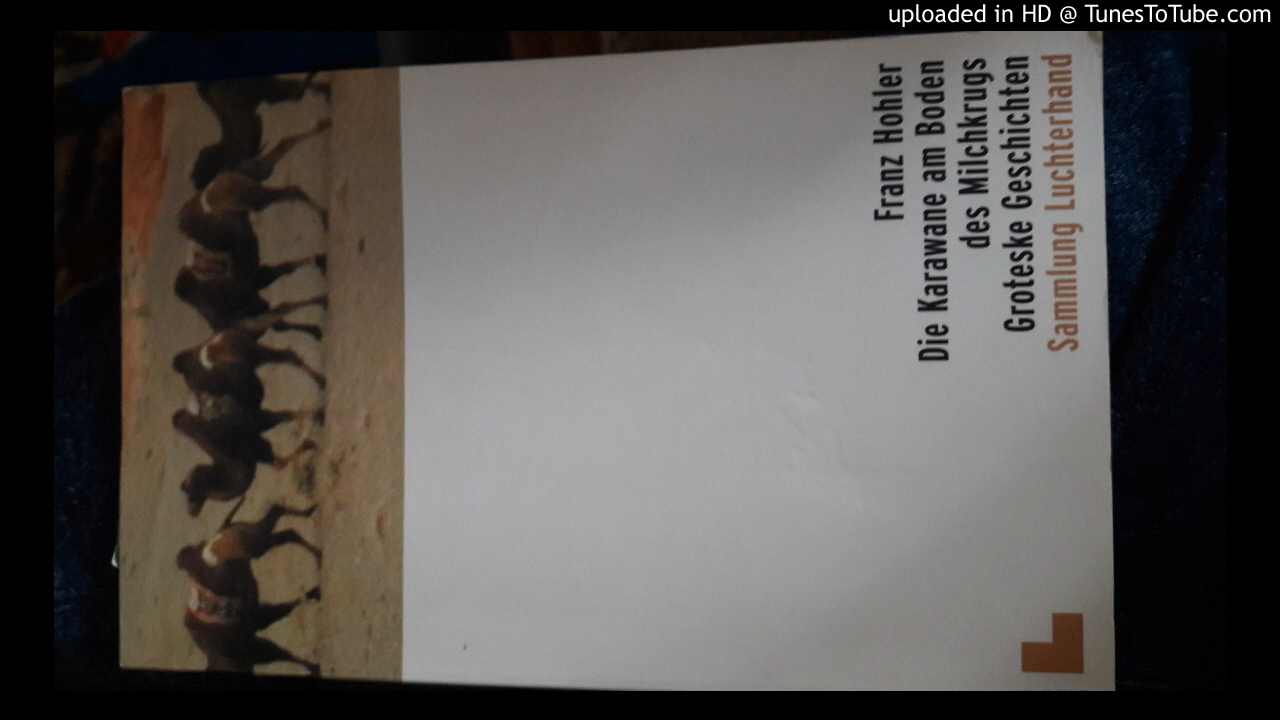 uploaded in HD @ TunesToTube.com
Franz Hohler
Die Karawane am Boden
des Milchkrugs
Groteske Geschichten
Sammlung Luchterhand